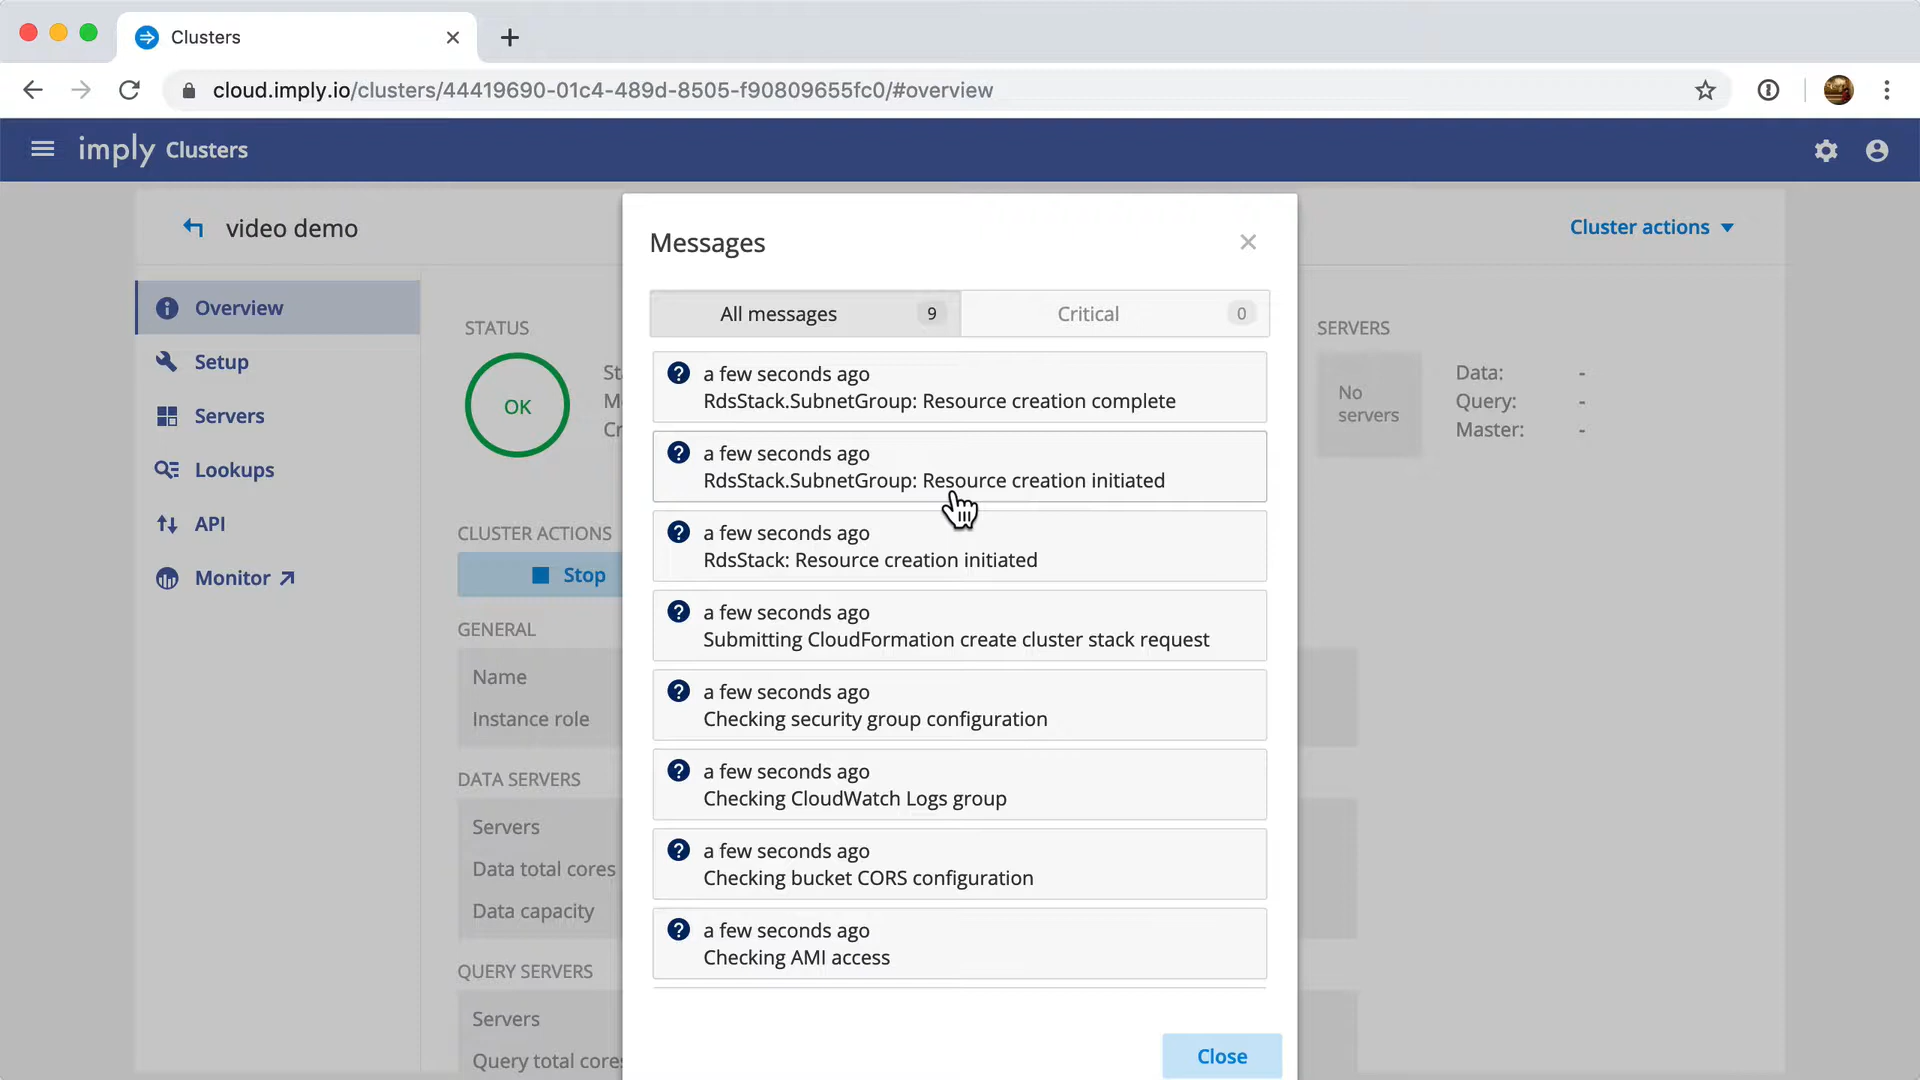 Clusters
cloud.imply.io/clusters/44419690-01c4-489d-8505-f90809655fc0/#overview
imply Clusters
video demo
Cluster actions
Overview
Setup
Servers
Lookups
API
Monitor
STATUS
OK
CLUSTER ACTIONS
Stop
GENERAL
Name
Instance role
DATA SERVERS
Servers
Data total cores
Data capacity
QUERY SERVERS
Servers
Query total
Messages
All messages 9
Critical 0
a few seconds ago
RdsStack.SubnetGroup: Resource creation complete
a few seconds ago
RdsStack.SubnetGroup: Resource creation initiated
a few seconds ago
RdsStack: Resource creation initiated
a few seconds ago
Submitting CloudFormation create cluster stack request
a few seconds ago
Checking security group configuration
a few seconds ago
Checking CloudWatch Logs group
a few seconds ago
Checking bucket CORS configuration
a few seconds ago
Checking AMI access
Close
SERVERS
No
servers
Data: -
Query: -
Master: -